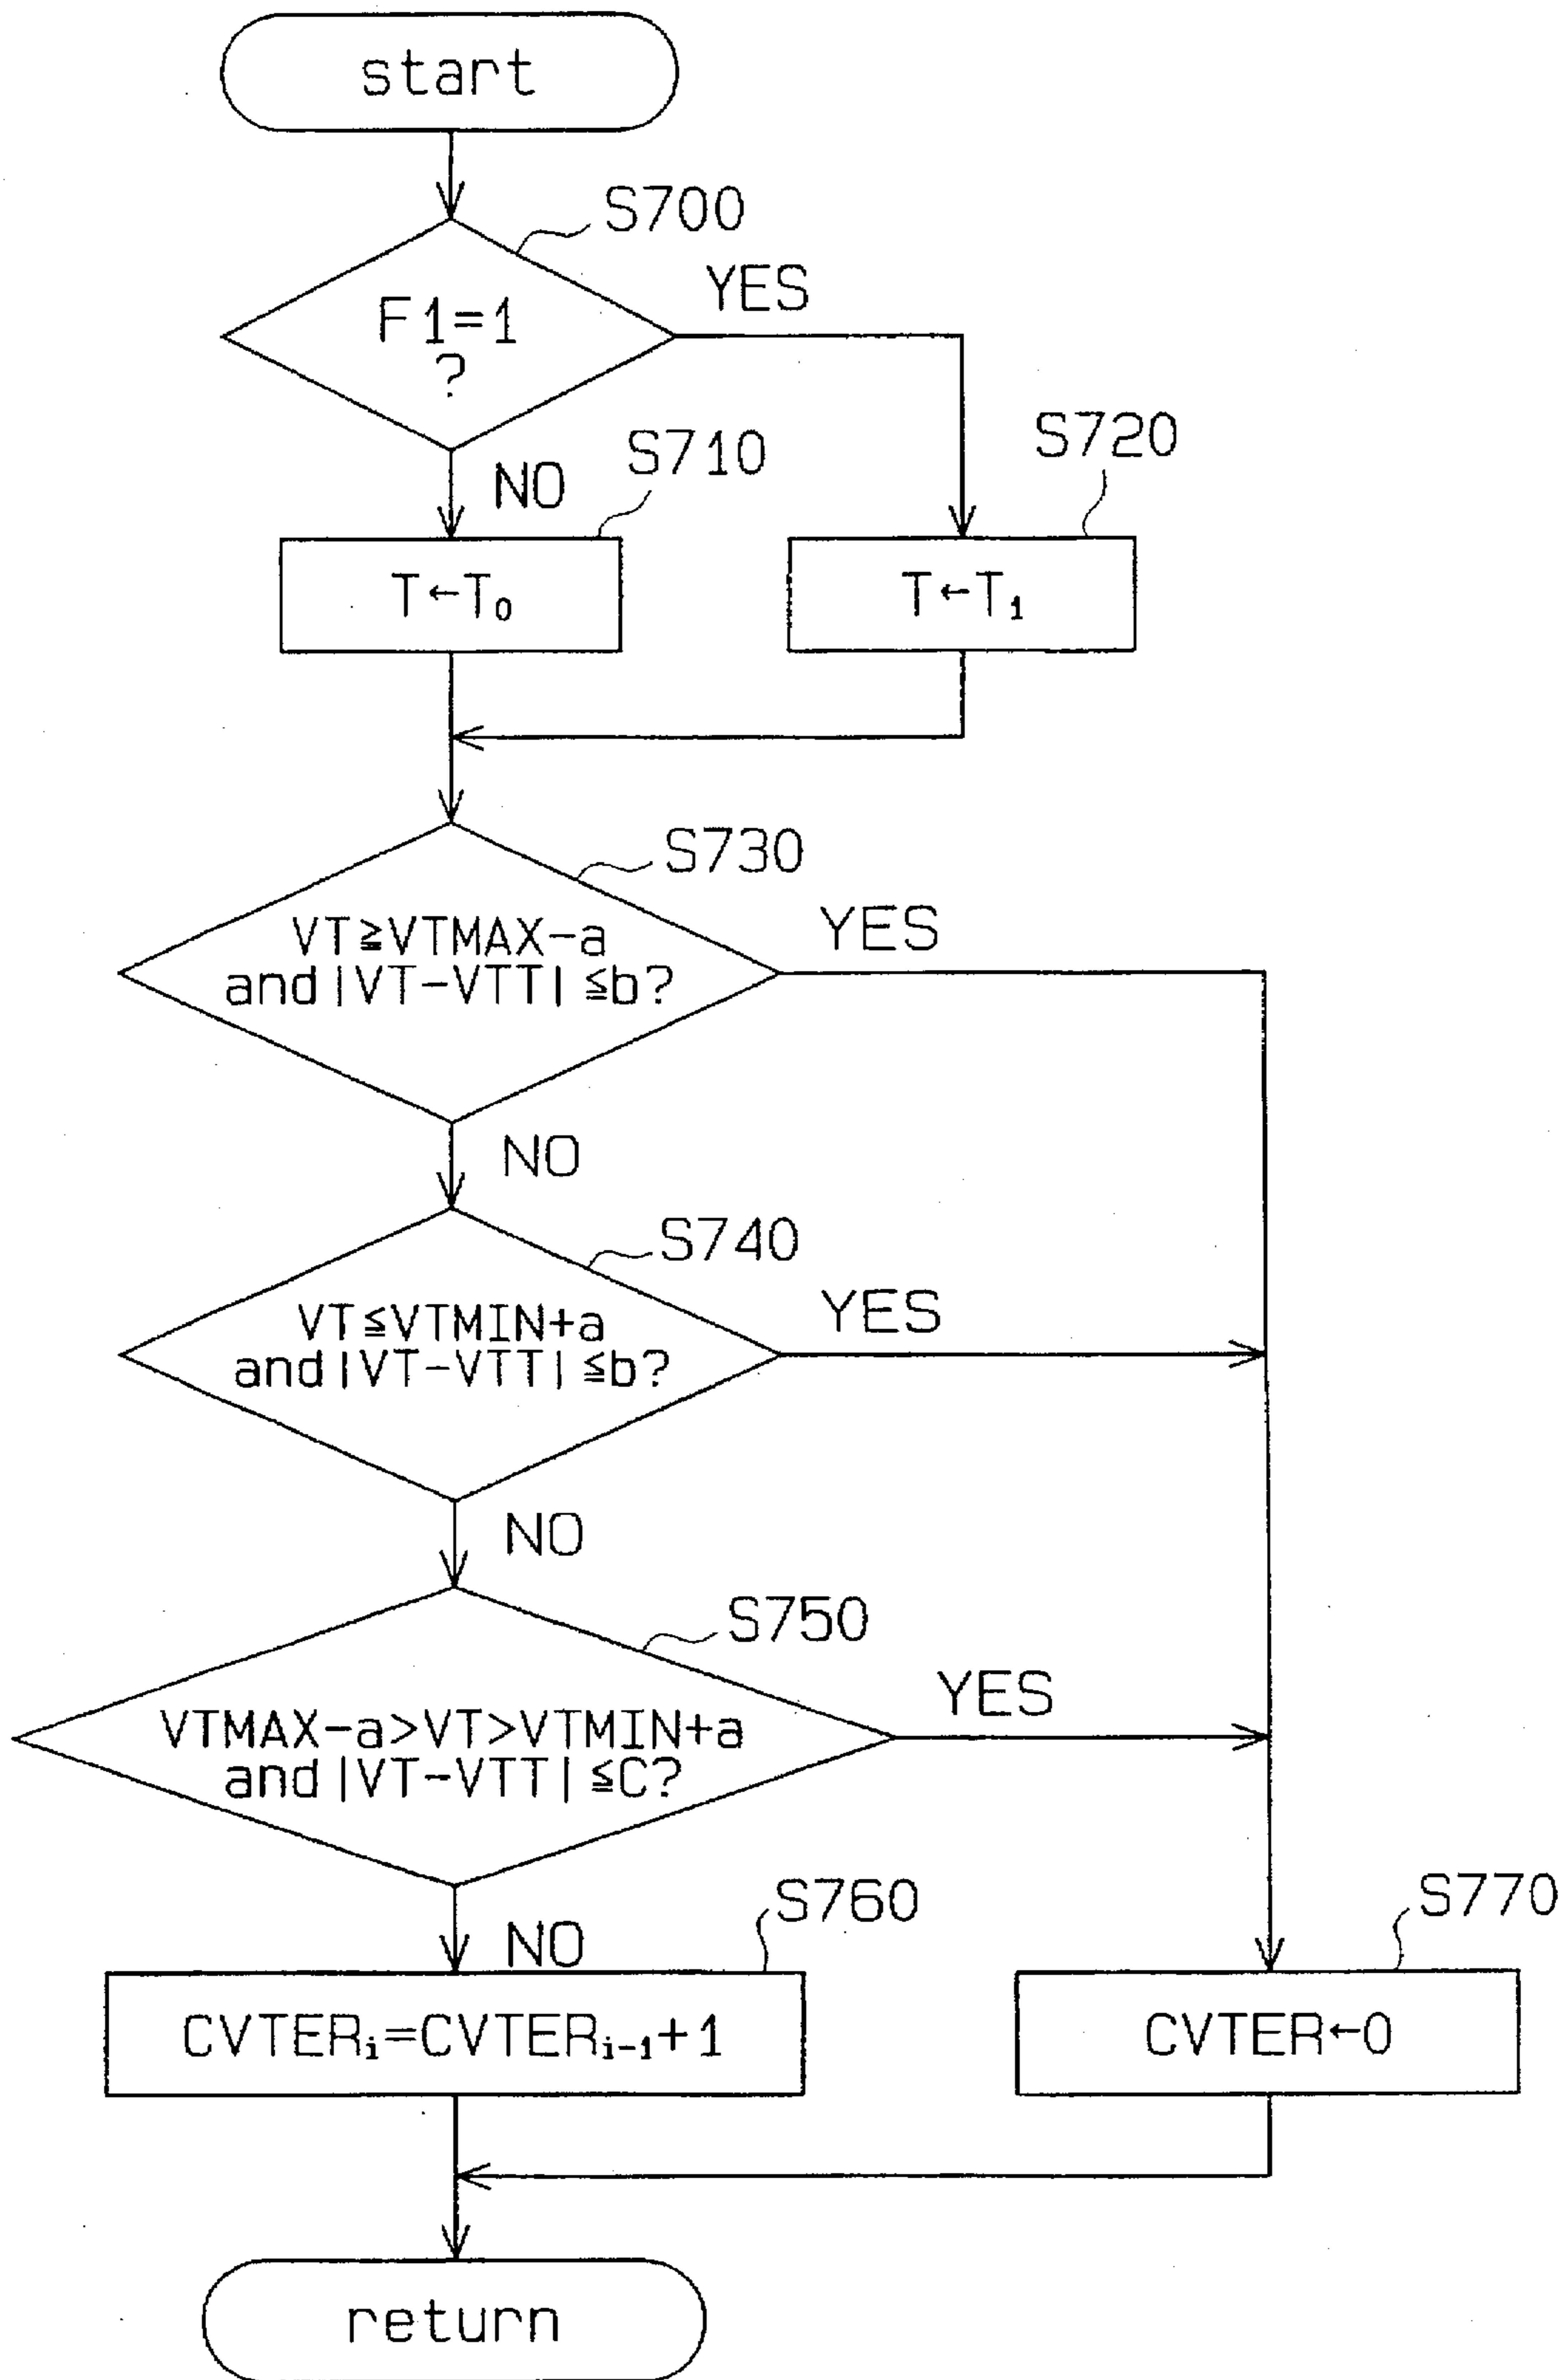 start
S700
F1=1
?
YES
NO
S710
S720
T←T₀
T←T₁
S730
VT≧VTMAX−a
and |VT−VTT| ≦b?
YES
NO
S740
VT≦VTMIN+a
and |VT−VTT| ≦b?
YES
NO
S750
VTMAX−a>VT>VTMIN+a
and |VT−VTT| ≦C?
YES
NO
S760
S770
CVTERᵢ=CVTERᵢ₋₁+1
CVTER←0
return